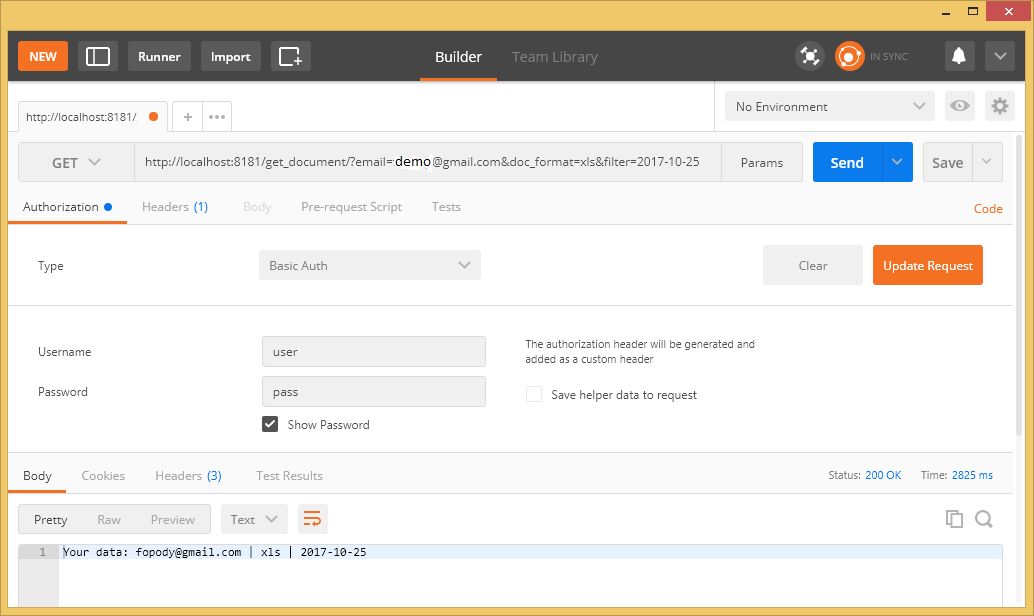 NEW Runner Import Builder Team Library IN SYNC
http://localhost:8181/ + ••• No Environment
GET http://localhost:8181/get_document/?email=demo@gmail.com&doc_format=xls&filter=2017-10-25 Params Send Save
Authorization Headers (1) Body Pre-request Script Tests Code
Type Basic Auth Clear Update Request
Username user The authorization header will be generated and
added as a custom header
Password pass Save helper data to request
Show Password
Body Cookies Headers (3) Test Results Status: 200 OK Time: 2825 ms
Pretty Raw Preview Text
1 Your data: fopody@gmail.com | xls | 2017-10-25